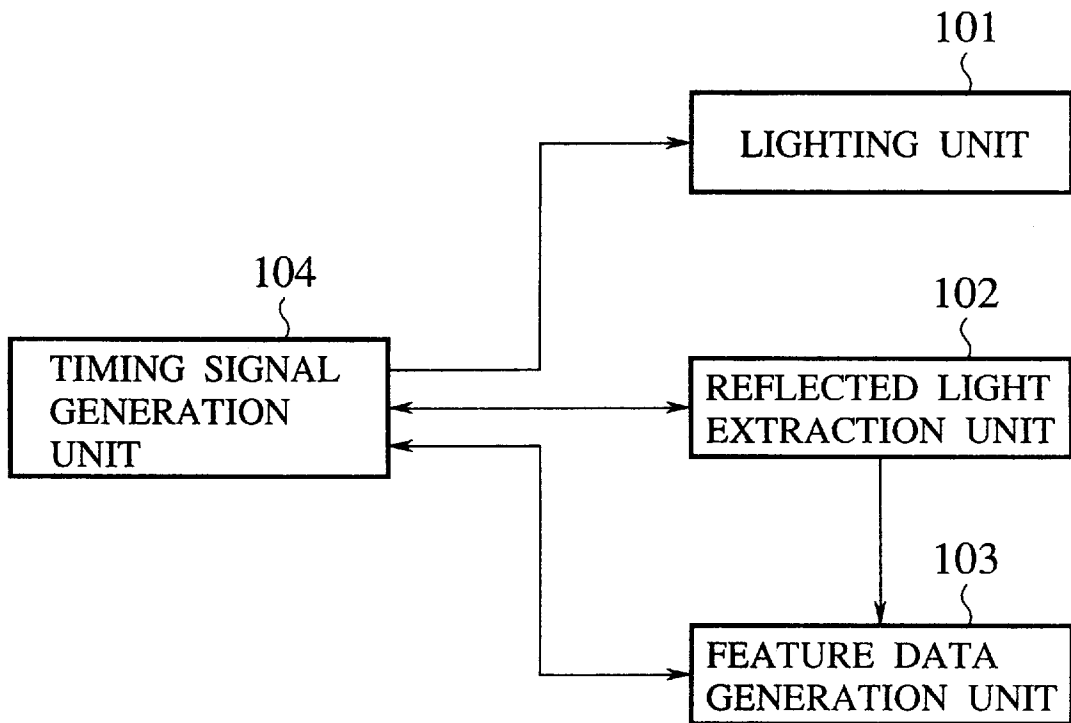 101
LIGHTING UNIT
104
TIMING SIGNAL
GENERATION
UNIT
102
REFLECTED LIGHT
EXTRACTION UNIT
103
FEATURE DATA
GENERATION UNIT